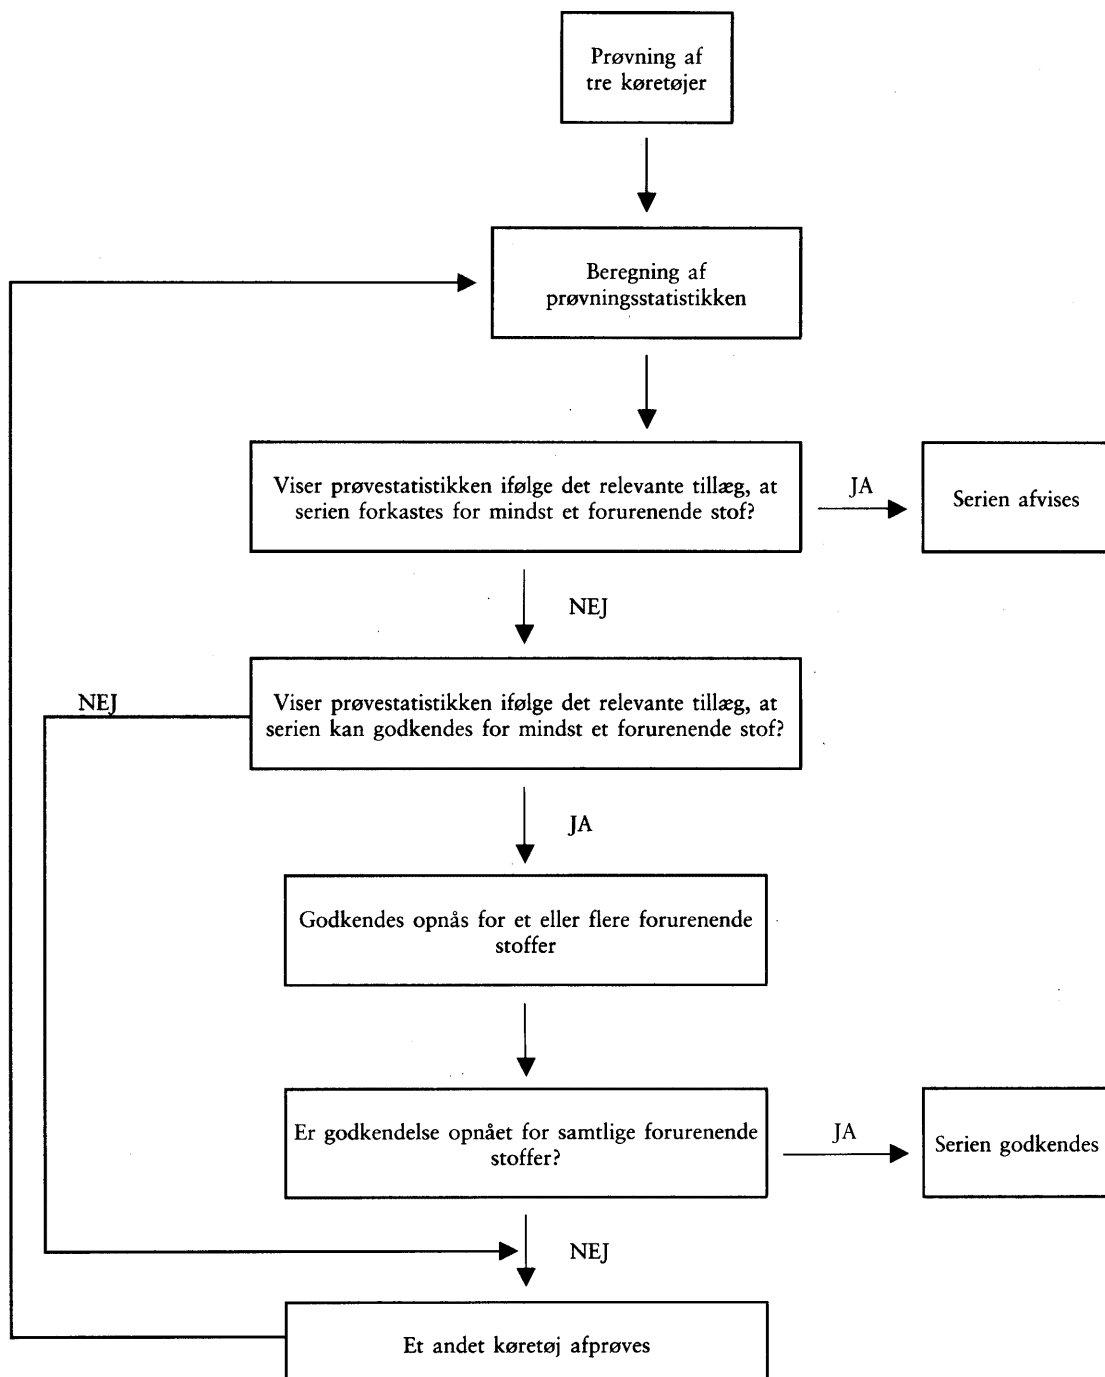 Prøvning af
tre køretøjer
Beregning af
prøvningsstatistikken
Viser prøvestatistikken ifølge det relevante tillæg, at
serien forkastes for mindst et forurenende stof?
JA
Serien afvises
NEJ
Viser prøvestatistikken ifølge det relevante tillæg, at
serien kan godkendes for mindst et forurenende stof?
NEJ
JA
Godkendes opnås for et eller flere forurenende
stoffer
Er godkendelse opnået for samtlige forurenende
stoffer?
JA
Serien godkendes
NEJ
Et andet køretøj afprøves